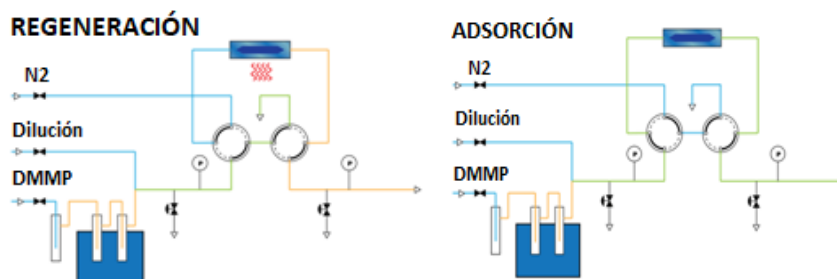 REGENERACIÓN
N2
Dilución
DMMP
P
P
ADSORCIÓN
N2
Dilución
DMMP
P
P